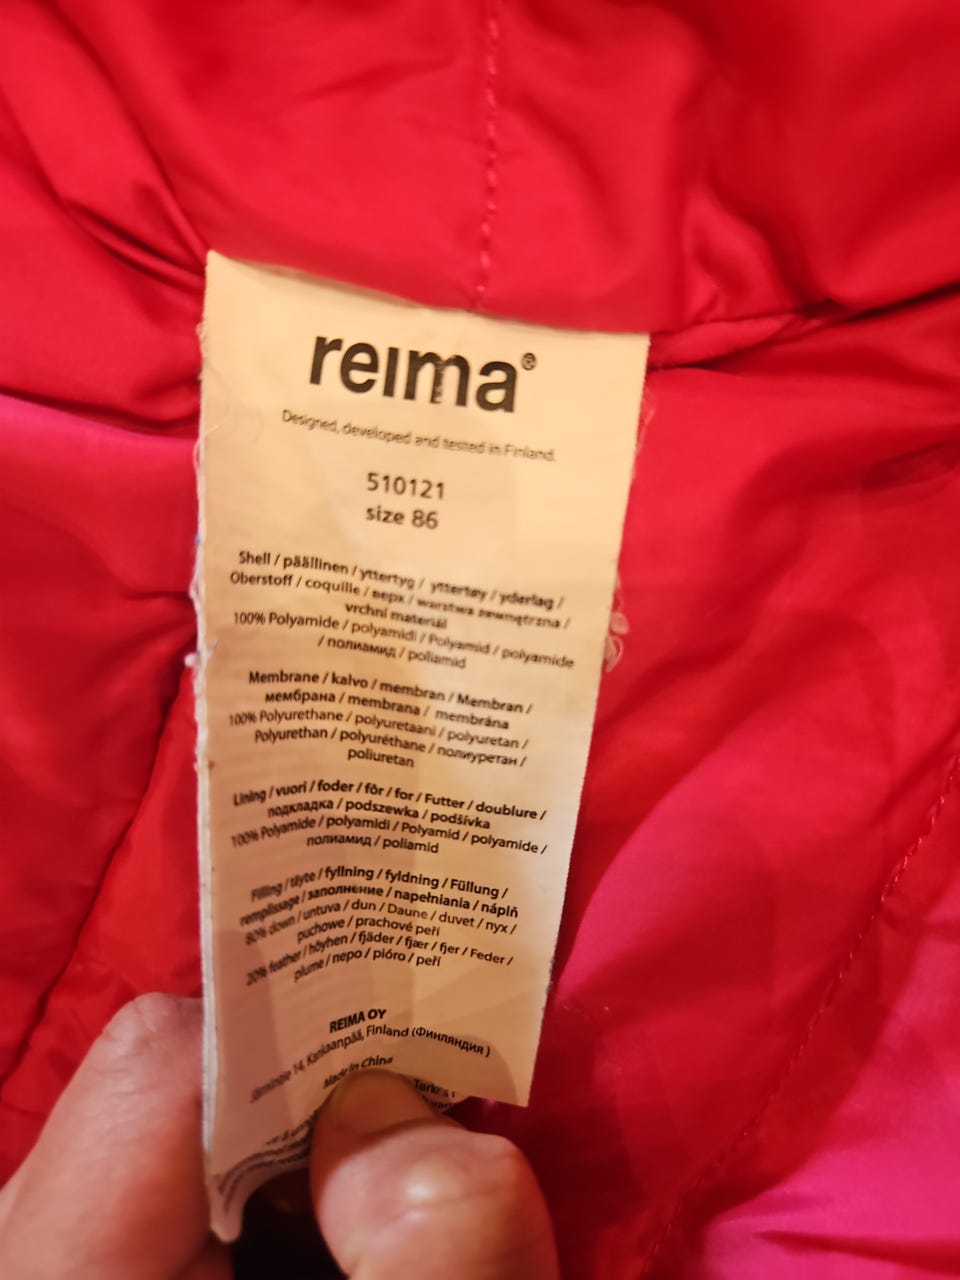 reima®
Designed, developed and tested in Finland.
510121
size 86
Shell / päällinen / yttertyg / yttertøy / yderlag /
Oberstoff / coquille / верх / warstwa zewnętrzna /
vrchní materiál
100% Polyamide / polyamidi / Polyamid / polyamide
/ полиамид / poliamid
Membrane / kalvo / membran / Membran /
мембрана / membrana / membrána
100% Polyurethane / polyuretaani / polyuretan /
Polyurethan / polyuréthane / полиуретан /
poliuretan
Lining / vuori / foder / fôr / for / Futter / doublure /
подкладка / podszewka / podšívka
100% Polyamide / polyamidi / Polyamid / polyamide /
полиамид / poliamid
Filling / täyte / fyllning / fyldning / Füllung /
remplissage / заполнение / napełniania / náplň
80% down / untuva / dun / Daune / duvet / пух /
puchowe / prachové peří
20% feather / höyhen / fjäder / fjær / fjer / Feder /
plume / перо / pióro / peří
REIMA OY
14, Kankaanpää, Finland (Финляндия)
Made in China